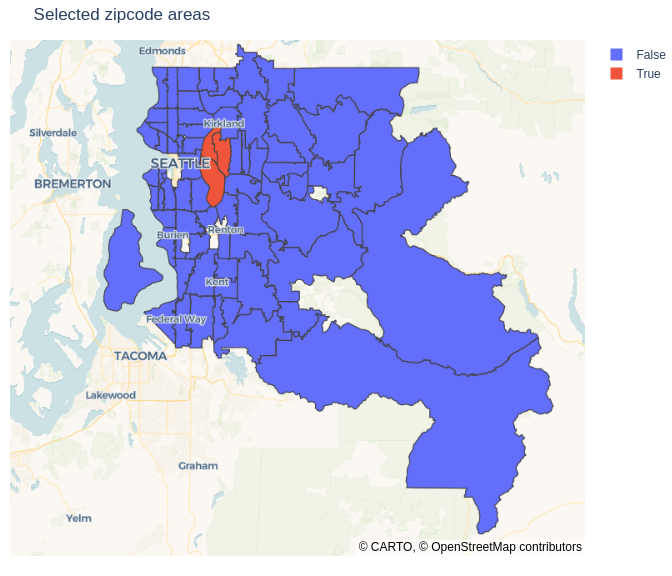 Selected zipcode areas
False
True
Edmonds
Kirkland
Silverdale
SEATTLE
BREMERTON
Burien
Renton
Kent
Federal Way
TACOMA
Lakewood
Graham
Yelm
© CARTO, © OpenStreetMap contributors